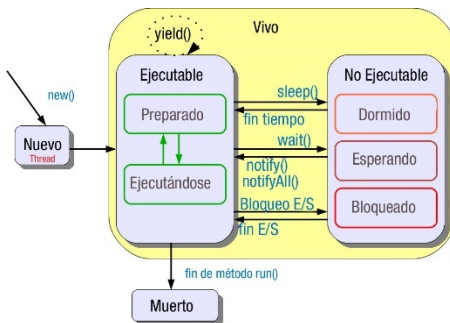 yield()
Vivo
Ejecutable
No Ejecutable
new()
sleep()
Preparado
Dormido
fin tiempo
Nuevo
Thread
wait()
Esperando
Ejecutándose
notify()
notifyAll()
Bloqueo E/S
Bloqueado
fin E/S
fin de método run()
Muerto